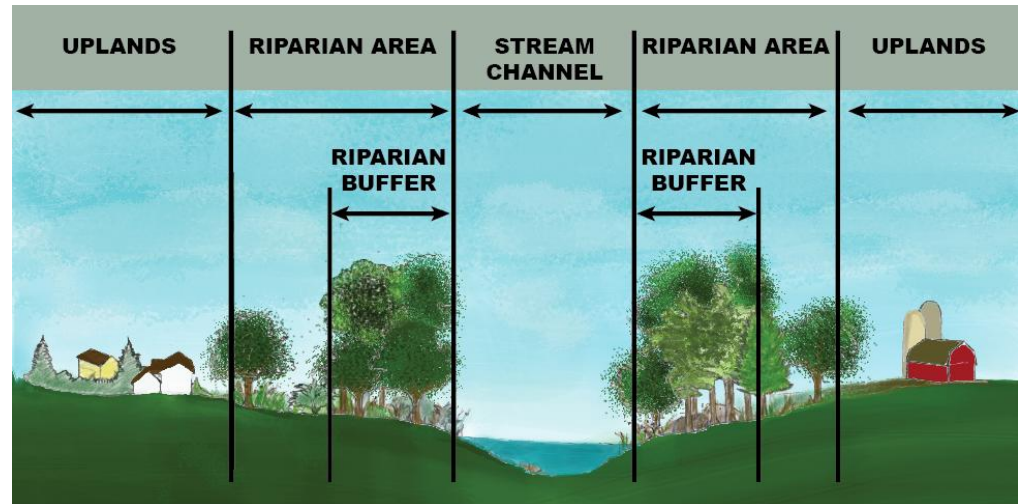 UPLANDS
RIPARIAN AREA
STREAM
CHANNEL
RIPARIAN AREA
UPLANDS
RIPARIAN
BUFFER
RIPARIAN
BUFFER